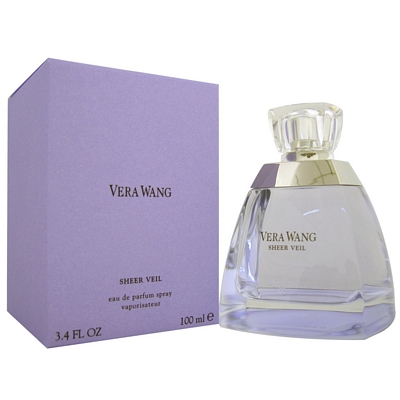 VERA WANG
SHEER VEIL
eau de parfum spray
vaporisateur
3.4 FL OZ
100 ml e
VERA WANG
SHEER VEIL